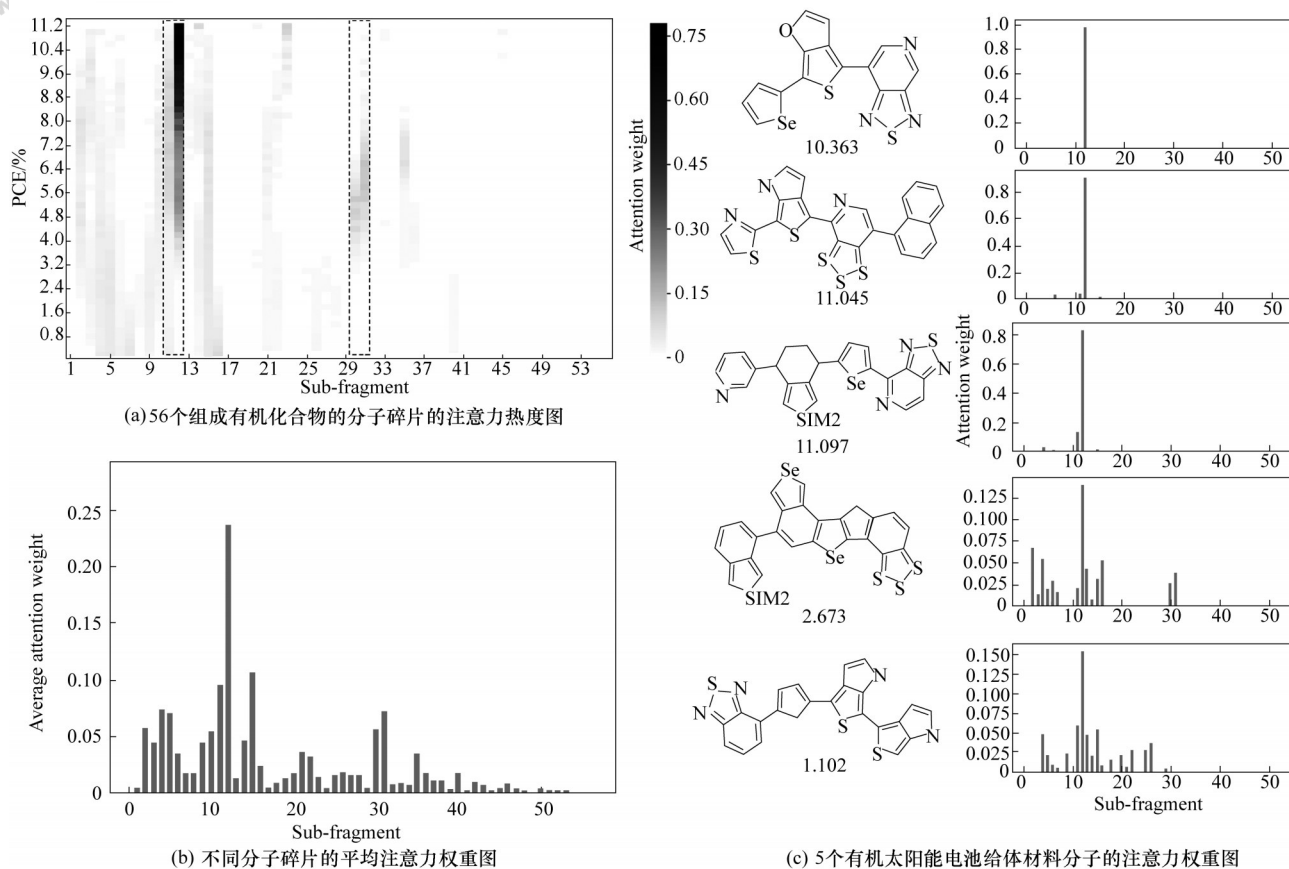 11.2
10.4
9.6
8.8
8.0
7.2
6.4
5.6
4.8
4.0
3.2
2.4
1.6
0.8
PCE/%
1 5 9 13 17 21 25 29 33 37 41 45 49 53
Sub-fragment
0.75
0.60
0.45
0.30
0.15
0
Attention weight
(a) 56个组成有机化合物的分子碎片的注意力热度图
0.25
0.20
0.15
0.10
0.05
0
Average attention weight
0 10 20 30 40 50
Sub-fragment
(b) 不同分子碎片的平均注意力权重图
O
N
S
N N
Se
S
10.363
1.0
0.8
0.6
0.4
0.2
0
0 10 20 30 40 50
N
N
N
S
S
S S
S
11.045
0.8
0.6
0.4
0.2
0
0 10 20 30 40 50
N S
N
Se
N
N
SIM2
11.097
0.8
0.6
0.4
0.2
0
0 10 20 30 40 50
Attention weight
Se
Se
S S
S
SIM2
2.673
0.125
0.100
0.075
0.050
0.025
0
0 10 20 30 40 50
S N
N
N
S
S
N
1.102
0.150
0.125
0.100
0.075
0.050
0.025
0
0 10 20 30 40 50
Sub-fragment
(c) 5个有机太阳能电池给体材料分子的注意力权重图